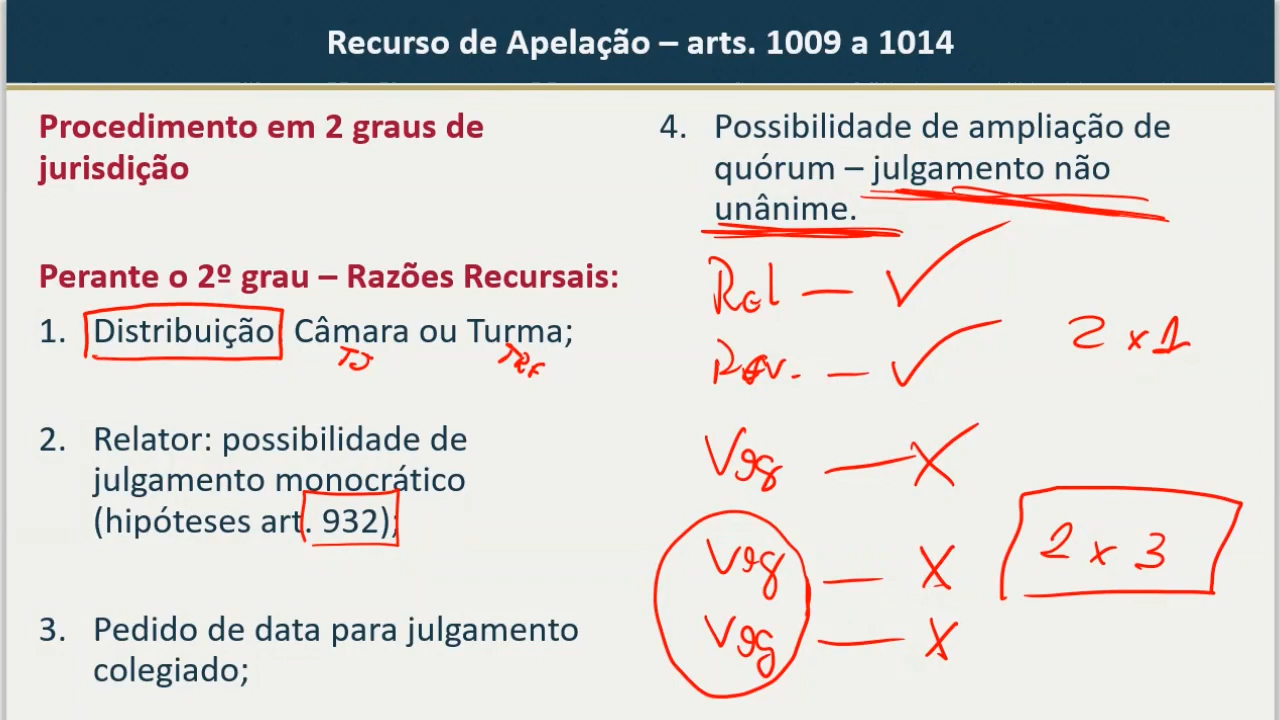 Recurso de Apelação – arts. 1009 a 1014
Procedimento em 2 graus de
jurisdição
Perante o 2º grau – Razões Recursais:
1. Distribuição Câmara ou Turma;
TJ TRF
2. Relator: possibilidade de
julgamento monocrático
(hipóteses art. 932);
3. Pedido de data para julgamento
colegiado;
4. Possibilidade de ampliação de
quórum – julgamento não
unânime.
Rel — ✓
Rev. — ✓
2 x 1
Vog — X
Vog — X
2 x 3
Vog — X